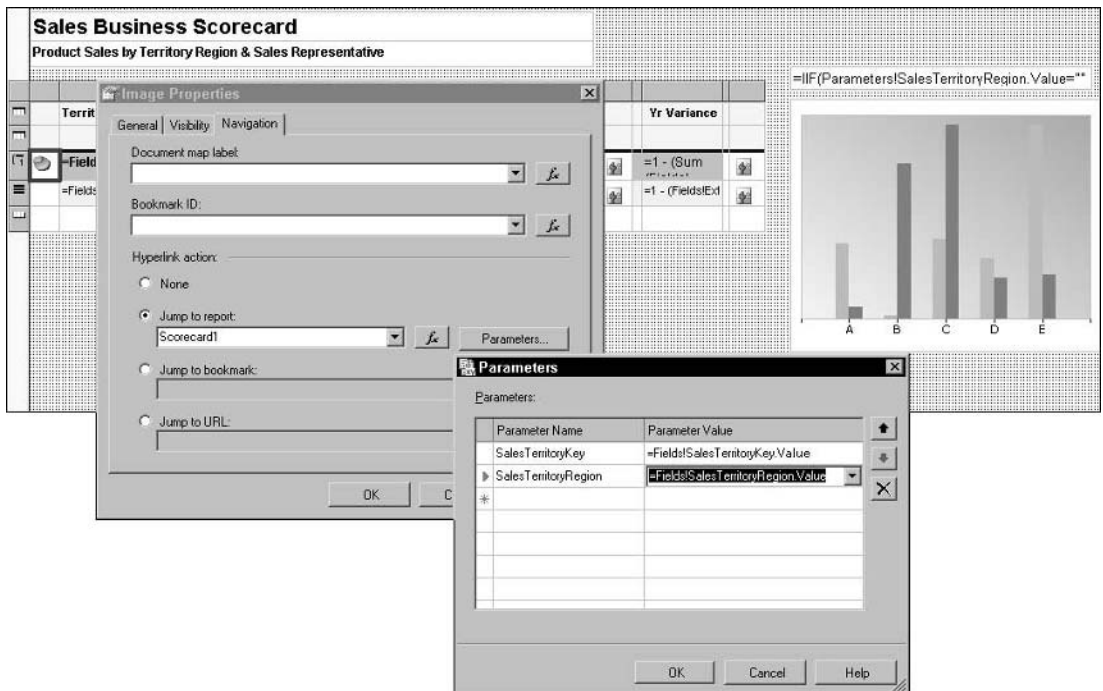 Sales Business Scorecard
Product Sales by Territory Region & Sales Representative
=IIF(Parameters!SalesTerritoryRegion.Value=""
Territ
Yr Variance
=Field
=1 - (Sum
=Fields
=1 - (Fields!Ext
A B C D E
Image Properties
General Visibility Navigation
Document map label:
fx
Bookmark ID:
fx
Hyperlink action:
None
Jump to report:
Scorecard1
fx
Parameters...
Jump to bookmark:
Jump to URL:
OK
C
Parameters
Parameters:
Parameter Name Parameter Value
SalesTerritoryKey =Fields!SalesTerritoryKey.Value
SalesTerritoryRegion =Fields!SalesTerritoryRegion.Value
OK Cancel Help